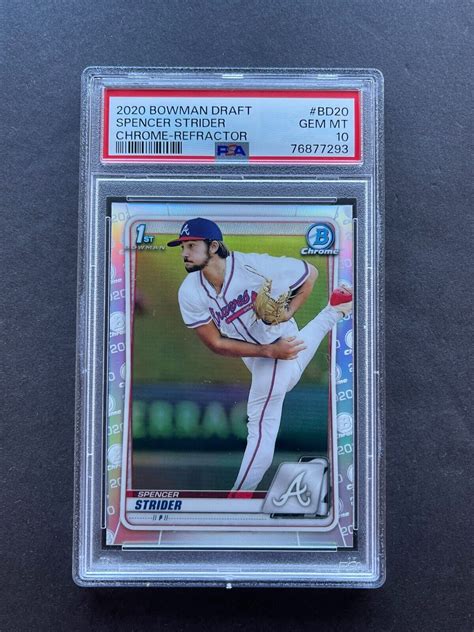 2020 BOWMAN DRAFT #BD20
SPENCER STRIDER GEM MT
CHROME-REFRACTOR 10
PSA 76877293
1ST
BOWMAN
B
Chrome
Braves
ERRAC
SPENCER
STRIDER
P
A